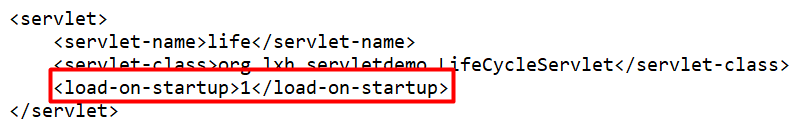 <servlet>
<servlet-name>life</servlet-name>
<servlet-class>org.lxh.servletdemo.LifeCycleServlet</servlet-class>
<load-on-startup>1</load-on-startup>
</servlet>